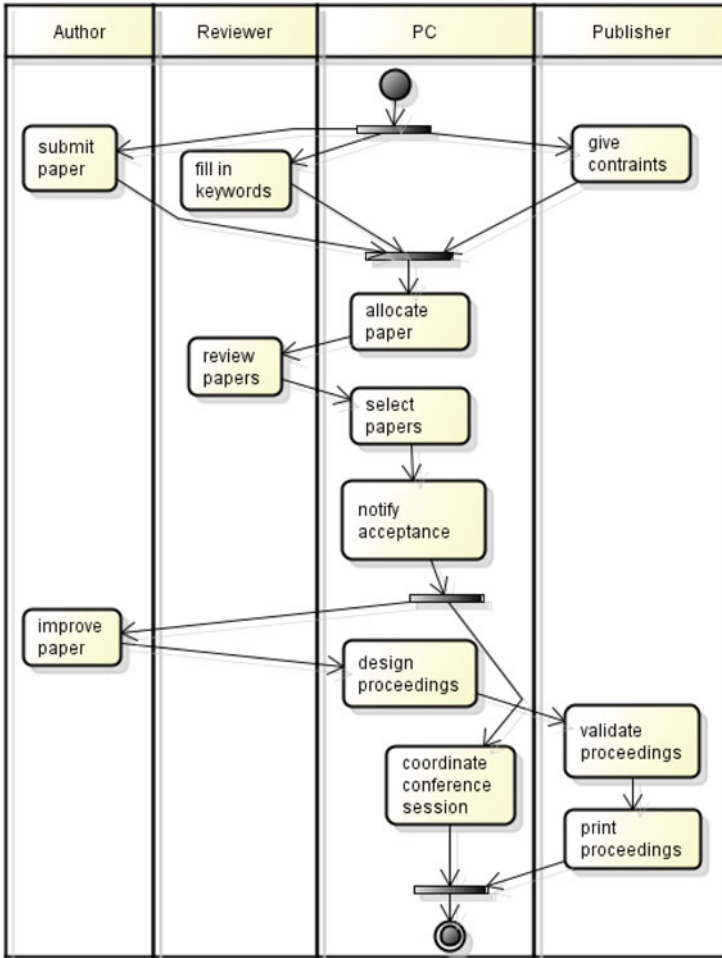 Author
Reviewer
PC
Publisher
submit
paper
fill in
keywords
give
contraints
allocate
paper
review
papers
select
papers
notify
acceptance
improve
paper
design
proceedings
validate
proceedings
coordinate
conference
session
print
proceedings